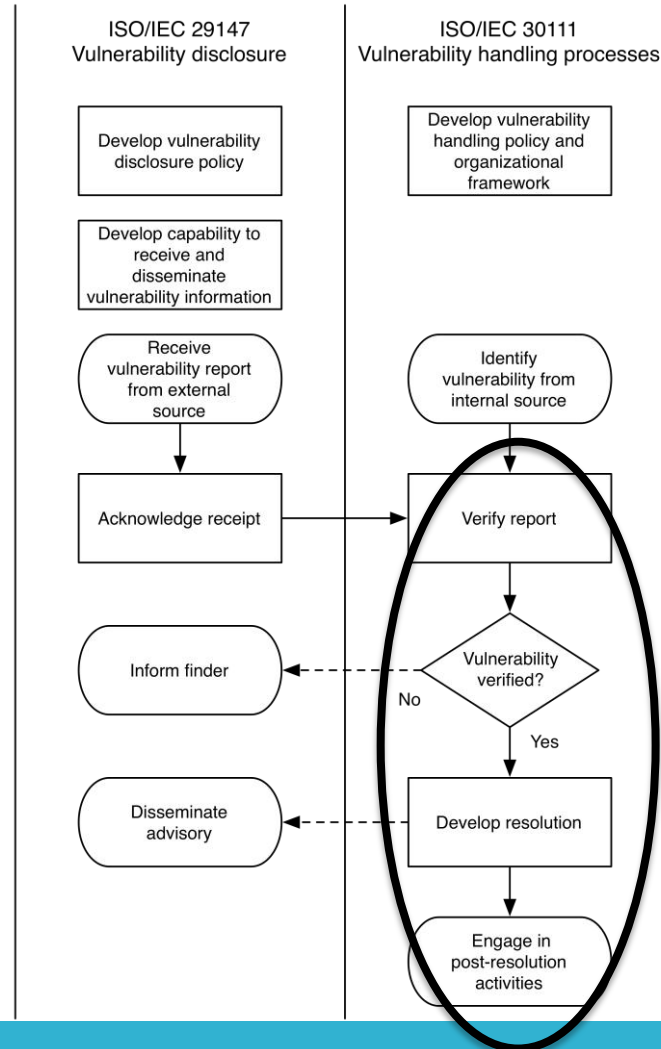 ISO/IEC 29147
Vulnerability disclosure
Develop vulnerability
disclosure policy
Develop capability to
receive and
disseminate
vulnerability information
Receive
vulnerability report
from external
source
Acknowledge receipt
Inform finder
Disseminate
advisory
ISO/IEC 30111
Vulnerability handling processes
Develop vulnerability
handling policy and
organizational
framework
Identify
vulnerability from
internal source
Verify report
Vulnerability
verified?
No
Yes
Develop resolution
Engage in
post-resolution
activities